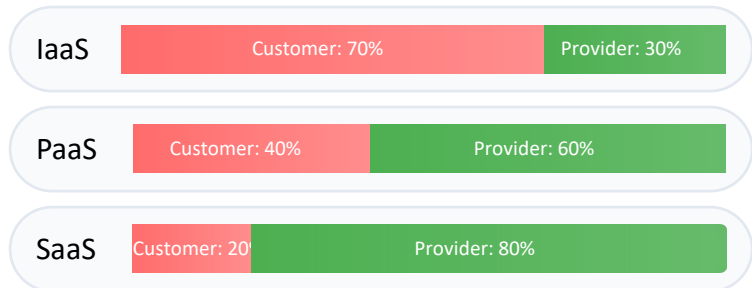 IaaS Customer: 70% Provider: 30%
PaaS Customer: 40% Provider: 60%
SaaS Customer: 20 Provider: 80%